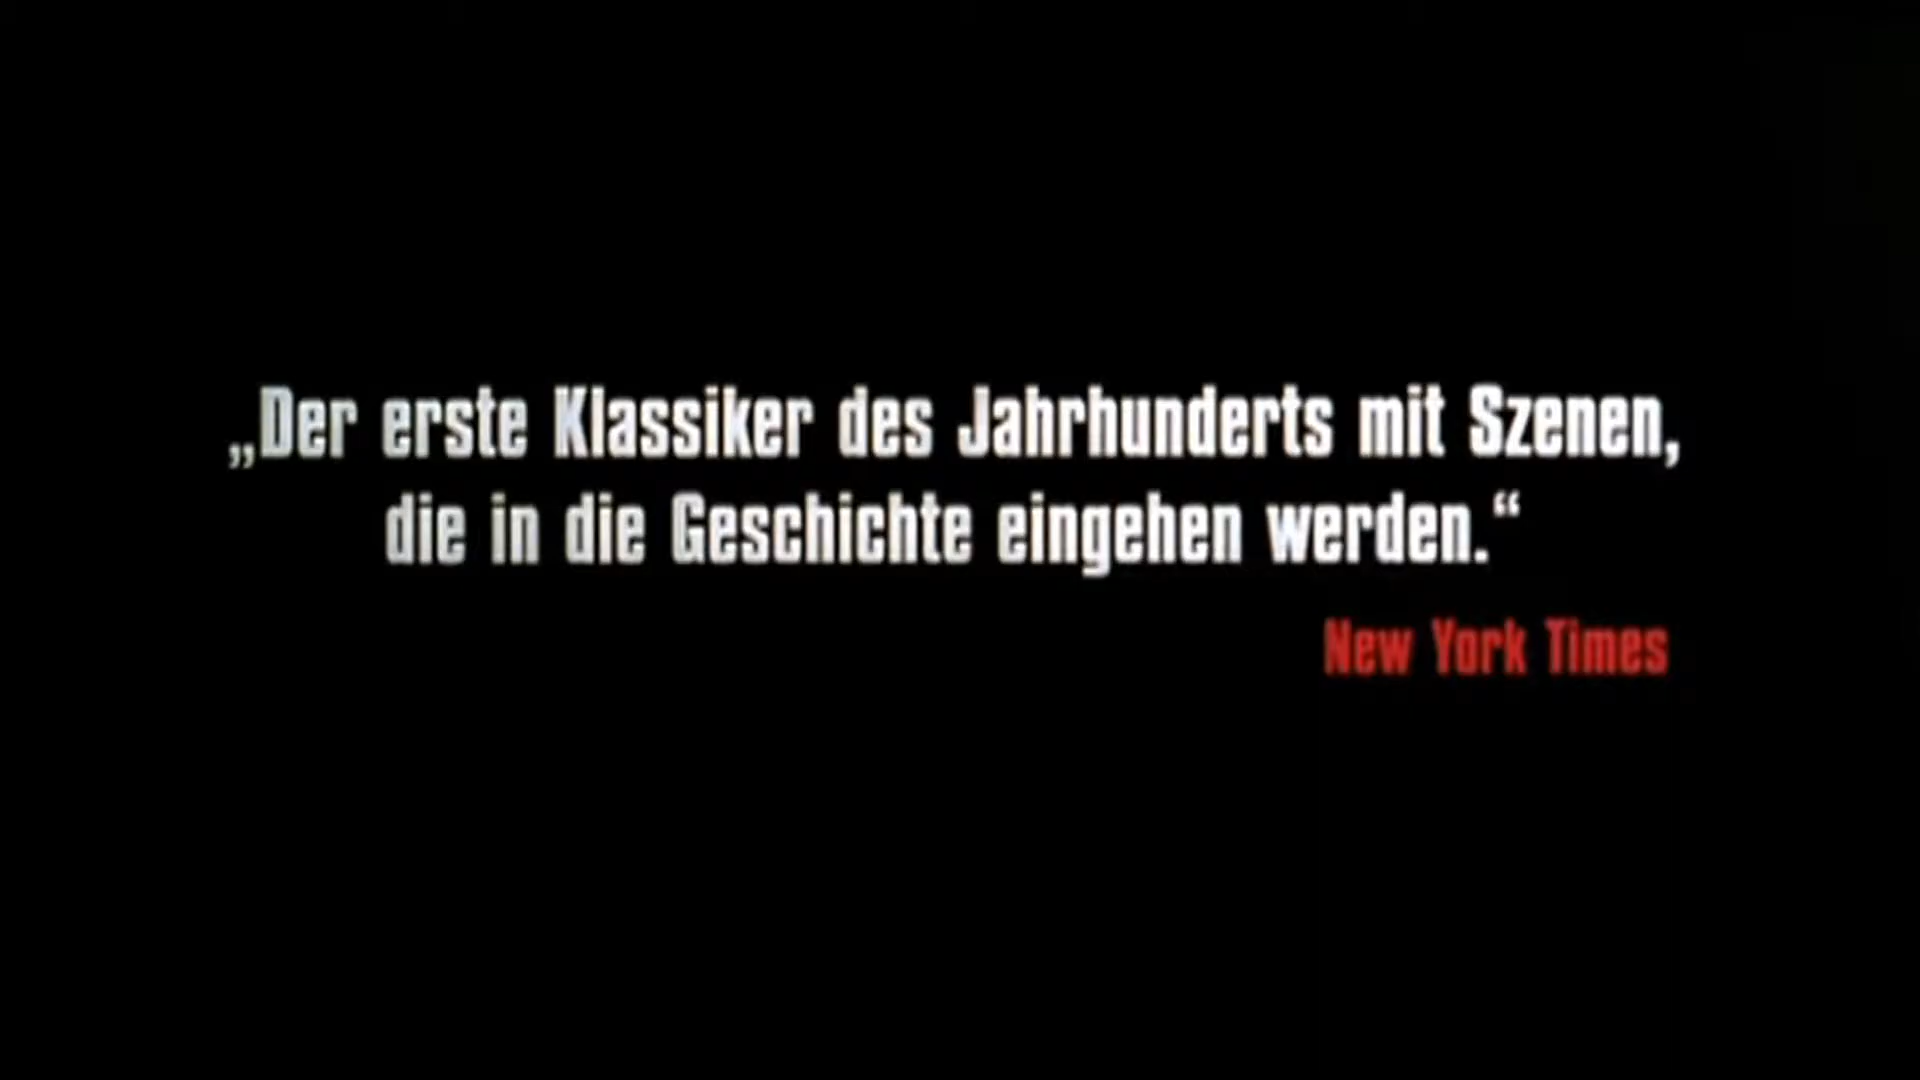 „Der erste Klassiker des Jahrhunderts mit Szenen,
die in die Geschichte eingehen werden.“
New York Times